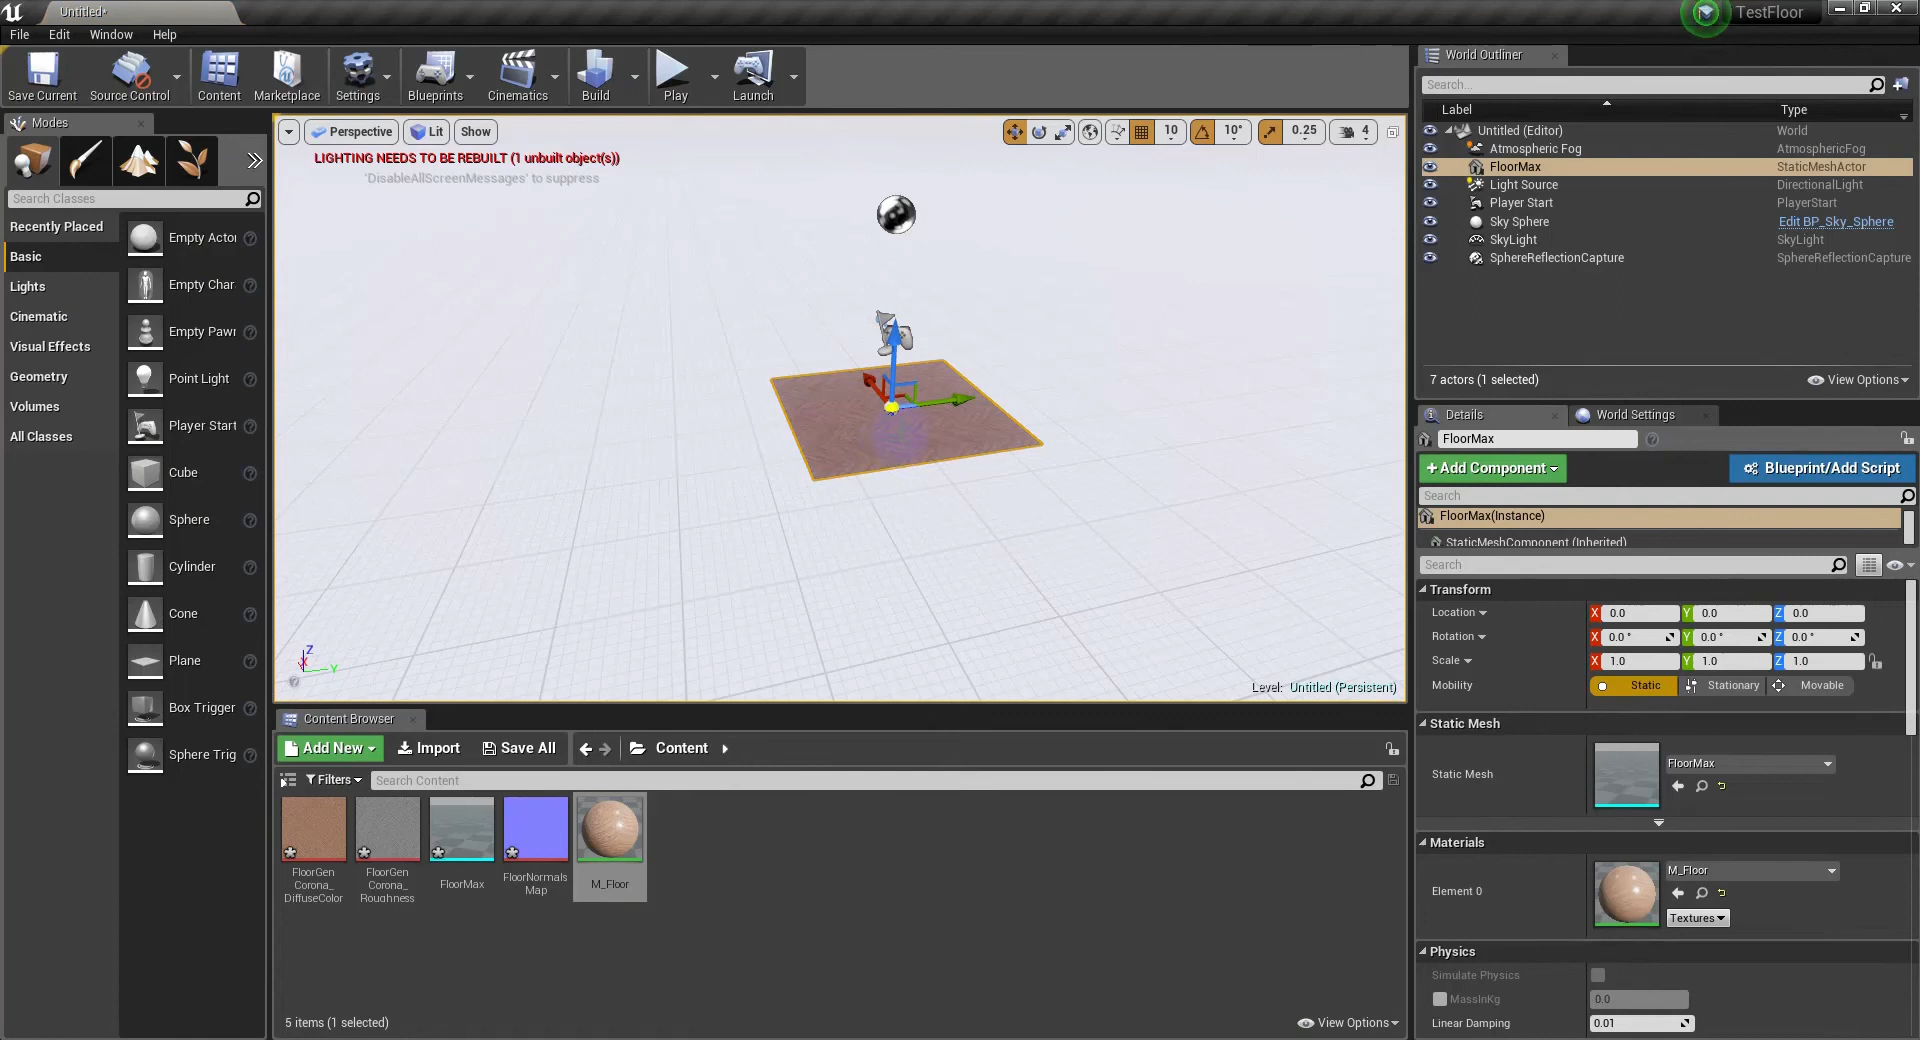 Untitled*
TestFloor
File Edit Window Help
Save Current Source Control Content Marketplace Settings Blueprints Cinematics Build Play Launch
Modes
Search Classes
Recently Placed
Basic
Lights
Cinematic
Visual Effects
Geometry
Volumes
All Classes
Empty Actor
Empty Char
Empty Pawn
Point Light
Player Start
Cube
Sphere
Cylinder
Cone
Plane
Box Trigger
Sphere Trig
Perspective Lit Show
10 10° 0.25 4
LIGHTING NEEDS TO BE REBUILT (1 unbuilt object(s))
'DisableAllScreenMessages' to suppress
Z
X Y
Level: Untitled (Persistent)
Content Browser
Add New Import Save All Content
Filters Search Content
FloorGen
Corona_
DiffuseColor
FloorGen
Corona_
Roughness
FloorMax
FloorNormals
Map
M_Floor
5 items (1 selected) View Options
World Outliner
Search...
Label Type
Untitled (Editor) World
Atmospheric Fog AtmosphericFog
FloorMax StaticMeshActor
Light Source DirectionalLight
Player Start PlayerStart
Sky Sphere Edit BP_Sky_Sphere
SkyLight SkyLight
SphereReflectionCapture SphereReflectionCapture
7 actors (1 selected) View Options
Details World Settings
FloorMax
+Add Component Blueprint/Add Script
Search
FloorMax(Instance)
StaticMeshComponent (Inherited)
Search
Transform
Location X 0.0 Y 0.0 Z 0.0
Rotation X 0.0 ° Y 0.0 ° Z 0.0 °
Scale X 1.0 Y 1.0 Z 1.0
Mobility Static Stationary Movable
Static Mesh
Static Mesh FloorMax
Materials
Element 0 M_Floor
Textures
Physics
Simulate Physics
MassInKg 0.0
Linear Damping 0.01